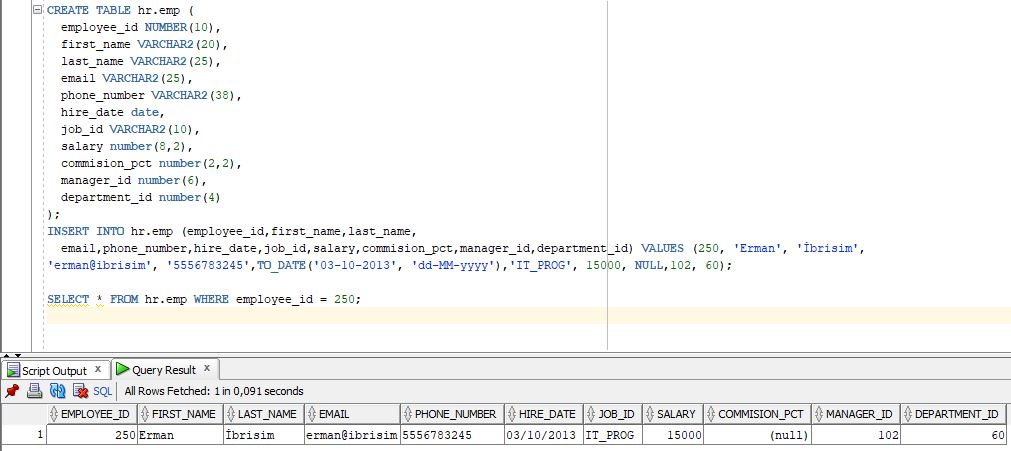 CREATE TABLE hr.emp (
employee_id NUMBER(10),
first_name VARCHAR2(20),
last_name VARCHAR2(25),
email VARCHAR2(25),
phone_number VARCHAR2(38),
hire_date date,
job_id VARCHAR2(10),
salary number(8,2),
commision_pct number(2,2),
manager_id number(6),
department_id number(4)
);
INSERT INTO hr.emp (employee_id,first_name,last_name,
email,phone_number,hire_date,job_id,salary,commision_pct,manager_id,department_id) VALUES (250, 'Erman', 'İbrisim',
'erman@ibrisim', '5556783245',TO_DATE('03-10-2013', 'dd-MM-yyyy'),'IT_PROG', 15000, NULL,102, 60);
SELECT * FROM hr.emp WHERE employee_id = 250;
Script Output x Query Result x
SQL All Rows Fetched: 1 in 0,091 seconds
EMPLOYEE_ID FIRST_NAME LAST_NAME EMAIL PHONE_NUMBER HIRE_DATE JOB_ID SALARY COMMISION_PCT MANAGER_ID DEPARTMENT_ID
1 250 Erman İbrisim erman@ibrisim 5556783245 03/10/2013 IT_PROG 15000 (null) 102 60